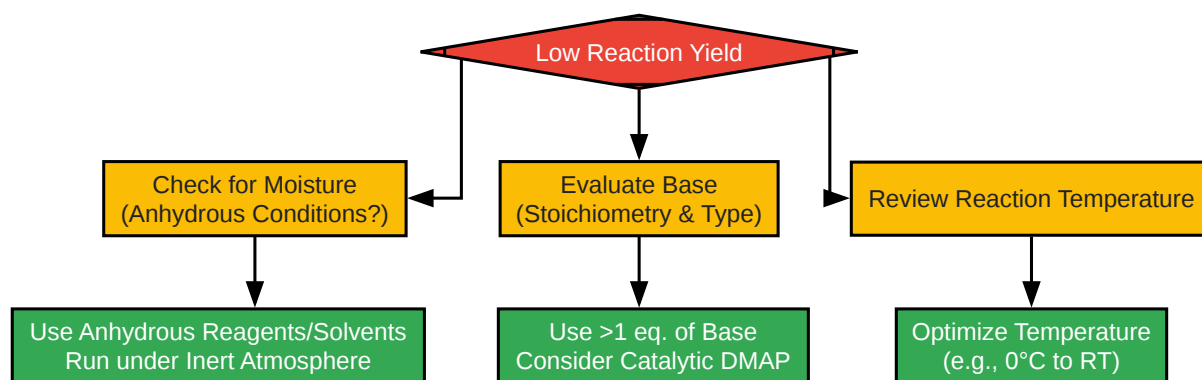 Low Reaction Yield
Check for Moisture
(Anhydrous Conditions?)
Evaluate Base
(Stoichiometry & Type)
Review Reaction Temperature
Use Anhydrous Reagents/Solvents
Run under Inert Atmosphere
Use >1 eq. of Base
Consider Catalytic DMAP
Optimize Temperature
(e.g., 0°C to RT)